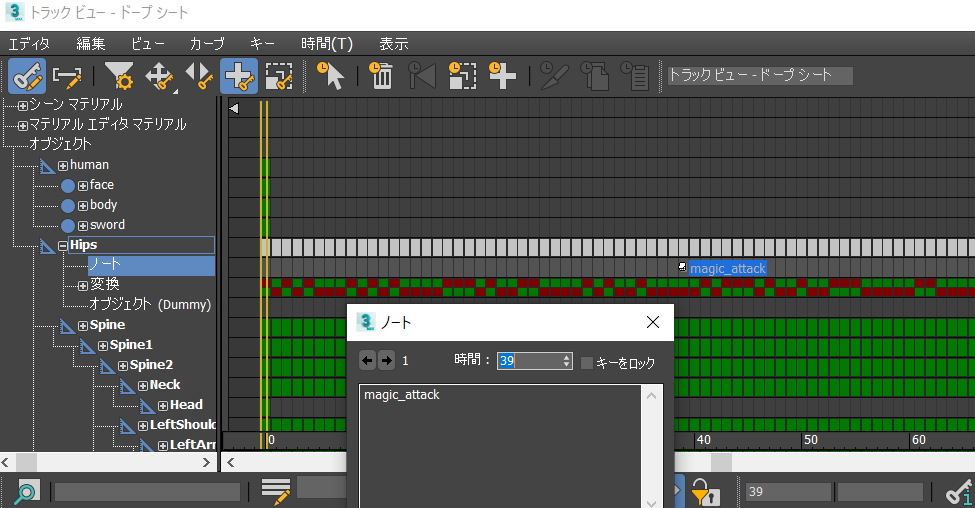 3 トラック ビュー - ドープ シート
MAX
エディタ 編集 ビュー カーブ キー 時間(T) 表示
トラック ビュー - ドープ シート
シーン マテリアル
マテリアル エディタ マテリアル
オブジェクト
human
face
body
sword
Hips
ノート
magic_attack
変換
オブジェクト (Dummy)
Spine
Spine1
Spine2
Neck
Head
LeftShould
LeftArr
3 ノート
1 時間： 39 キーをロック
magic_attack
0 40 50 60
39